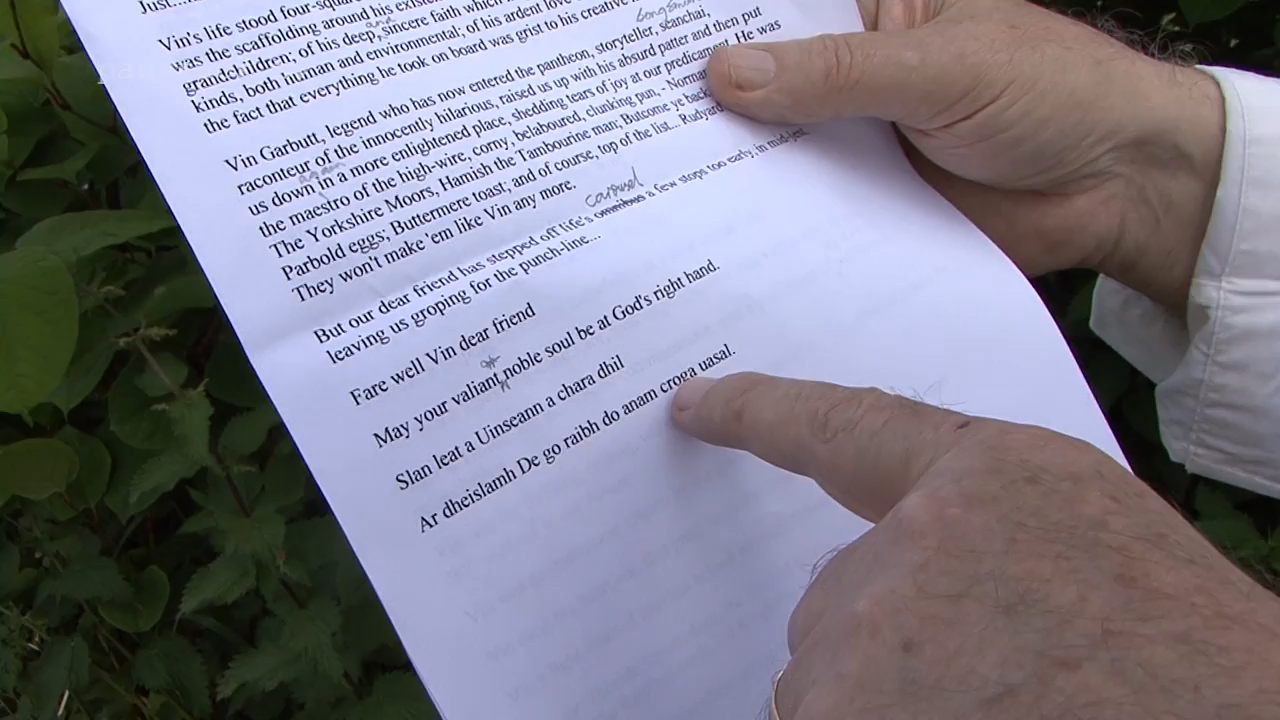 Just....
Vin's life stood four-squar
was the scaffolding around his exist
and
grandchildren; of his deep, sincere faith which
kinds, both human and environmental; of his ardent love
the fact that everything he took on board was grist to his creative
Vin Garbutt, legend who has now entered the pantheon, storyteller, seanchai,
raconteur of the innocently hilarious, raised us up with his absurd patter and then put
again
us down in a more enlightened place, shedding tears of joy at our predicament. He was
the maestro of the high-wire, corny, belaboured, clunking pun, - Norman
The Yorkshire Moors, Hamish the Tambourine man; Butcome ye back
Parbold eggs; Buttermere toast; and of course, top of the list... Rudyard
They won't make 'em like Vin any more.
carousel
But our dear friend has stepped off life's omnibus a few stops too early, in mid-jest
leaving us groping for the punch-line...
Fare well Vin dear friend
May your valiant, noble soul be at God's right hand.
Slan leat a Uinseann a chara dhil
Ar dheislamh De go raibh do anam croga uasal.